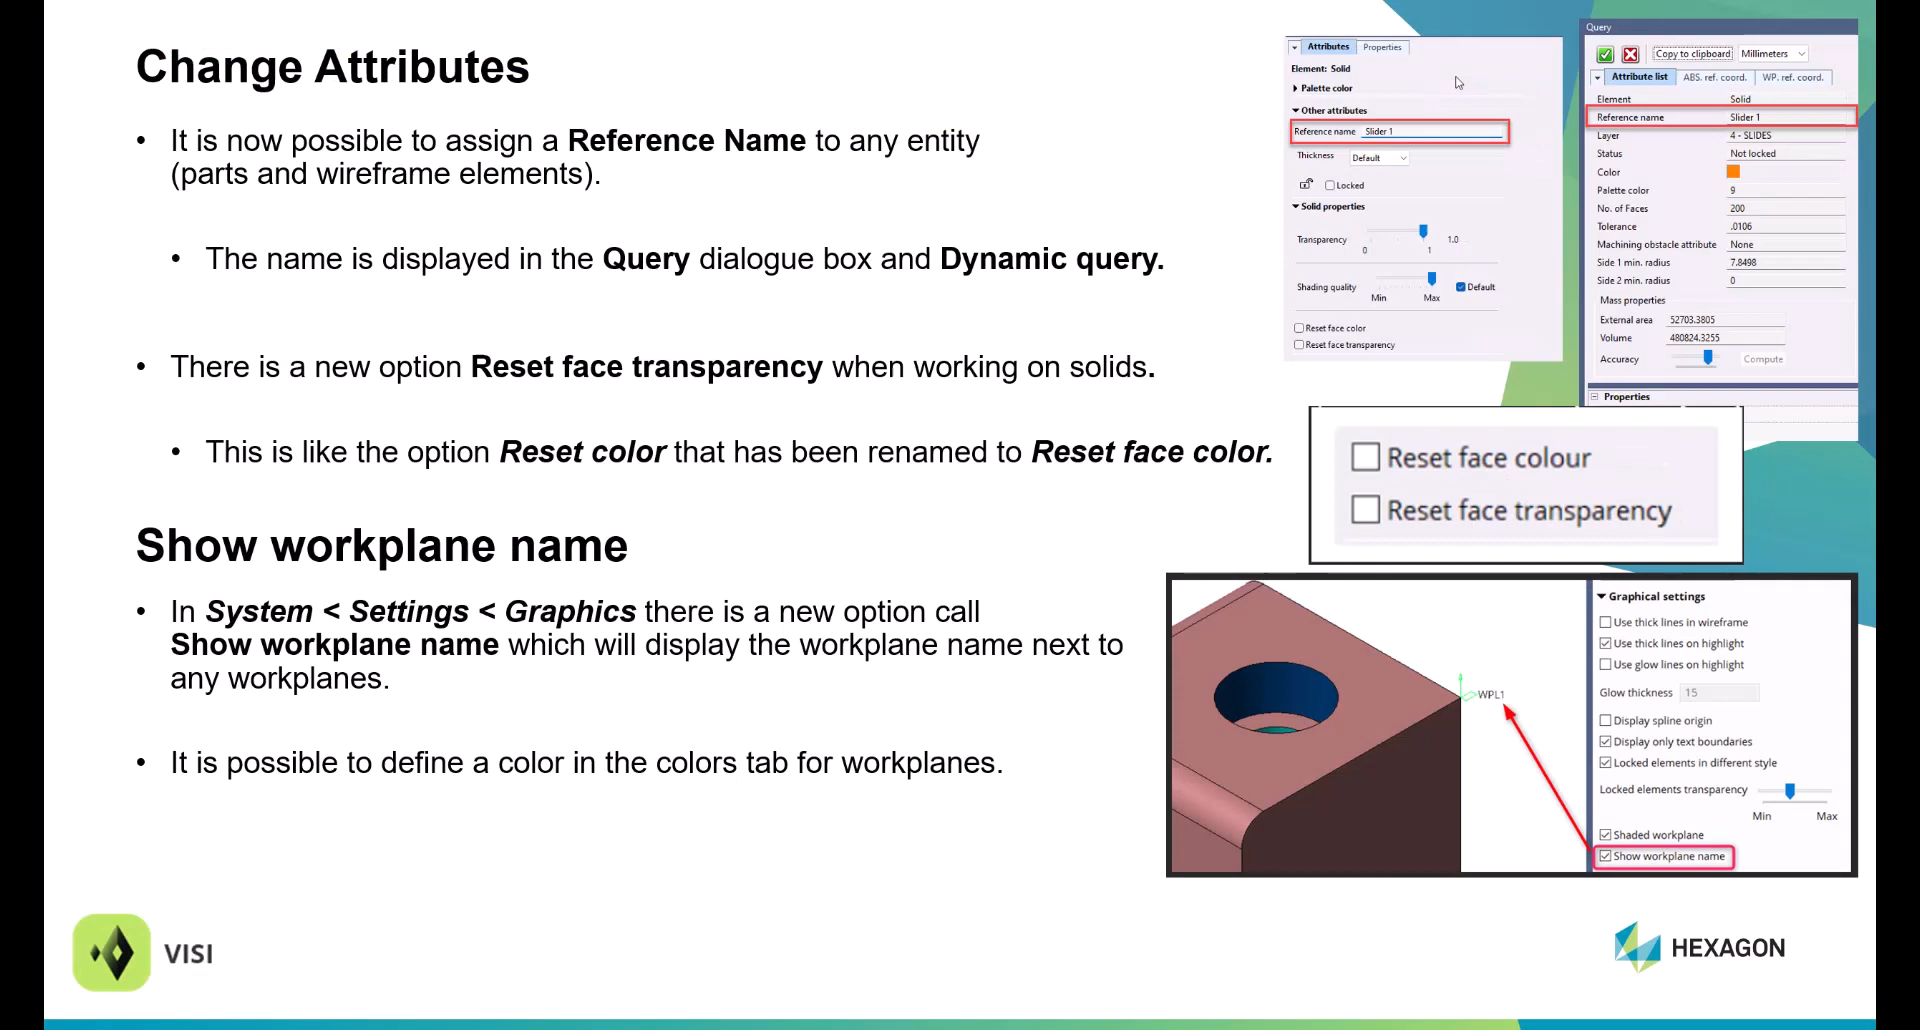 Change Attributes
• It is now possible to assign a Reference Name to any entity
(parts and wireframe elements).
• The name is displayed in the Query dialogue box and Dynamic query.
• There is a new option Reset face transparency when working on solids.
• This is like the option Reset color that has been renamed to Reset face color.
Show workplane name
• In System < Settings < Graphics there is a new option call
Show workplane name which will display the workplane name next to
any workplanes.
• It is possible to define a color in the colors tab for workplanes.
Attributes Properties
Element: Solid
Palette color
Other attributes
Reference name Slider 1
Thickness Default
Locked
Solid properties
Transparency 1.0
0 1
Shading quality Default
Min Max
Reset face color
Reset face transparency
Query
Copy to clipboard Millimeters
Attribute list ABS. ref. coord. WP. ref. coord.
Element Solid
Reference name Slider 1
Layer 4 - SLIDES
Status Not locked
Color
Palette color 9
No. of Faces 200
Tolerance .0106
Machining obstacle attribute None
Side 1 min. radius 7.8498
Side 2 min. radius 0
Mass properties
External area 52703.3805
Volume 480824.3255
Accuracy Compute
Properties
Reset face colour
Reset face transparency
WPL1
Graphical settings
Use thick lines in wireframe
Use thick lines on highlight
Use glow lines on highlight
Glow thickness 15
Display spline origin
Display only text boundaries
Locked elements in different style
Locked elements transparency
Min Max
Shaded workplane
Show workplane name
VISI
HEXAGON